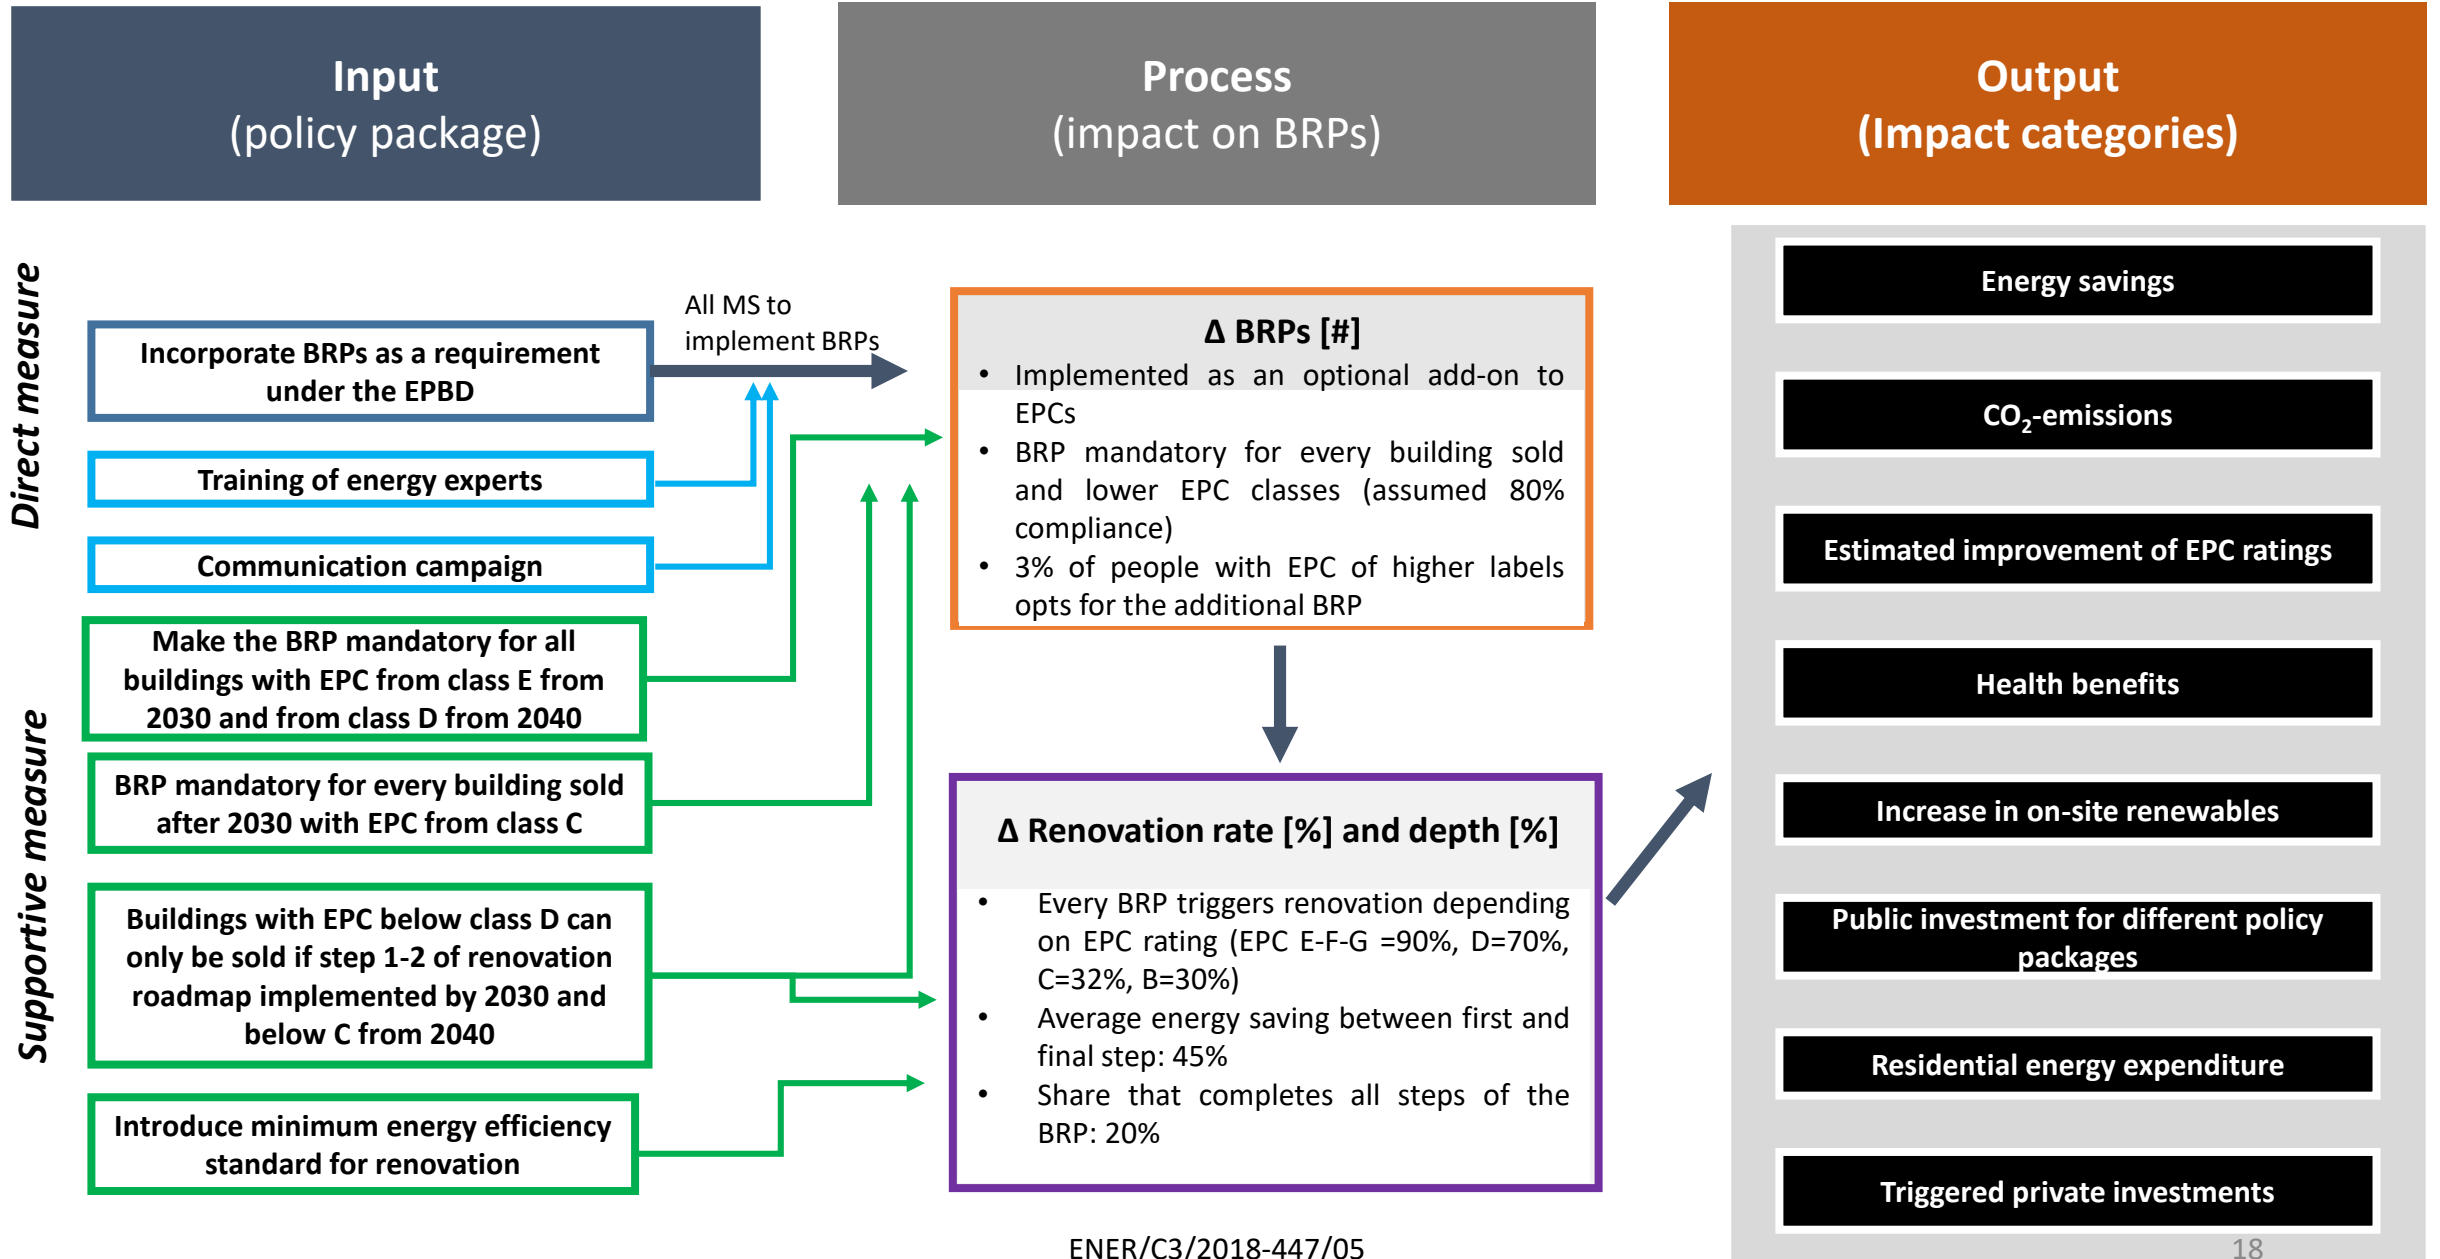 Input
(policy package)
Process
(impact on BRPs)
Output
(Impact categories)
Direct measure
Supportive measure
Incorporate BRPs as a requirement
under the EPBD
Training of energy experts
Communication campaign
Make the BRP mandatory for all
buildings with EPC from class E from
2030 and from class D from 2040
BRP mandatory for every building sold
after 2030 with EPC from class C
Buildings with EPC below class D can
only be sold if step 1-2 of renovation
roadmap implemented by 2030 and
below C from 2040
Introduce minimum energy efficiency
standard for renovation
All MS to
implement BRPs
Δ BRPs [#]
• Implemented as an optional add-on to
EPCs
• BRP mandatory for every building sold
and lower EPC classes (assumed 80%
compliance)
• 3% of people with EPC of higher labels
opts for the additional BRP
Δ Renovation rate [%] and depth [%]
• Every BRP triggers renovation depending
on EPC rating (EPC E-F-G =90%, D=70%,
C=32%, B=30%)
• Average energy saving between first and
final step: 45%
• Share that completes all steps of the
BRP: 20%
Energy savings
CO₂-emissions
Estimated improvement of EPC ratings
Health benefits
Increase in on-site renewables
Public investment for different policy
packages
Residential energy expenditure
Triggered private investments
ENER/C3/2018-447/05
18